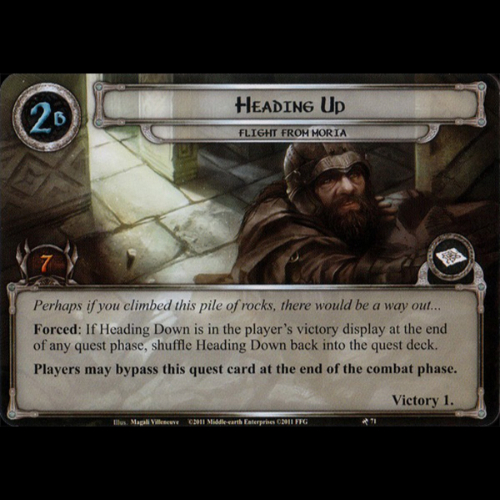 2B
HEADING UP
FLIGHT FROM MORIA
7
Perhaps if you climbed this pile of rocks, there would be a way out...
Forced: If Heading Down is in the player's victory display at the end
of any quest phase, shuffle Heading Down back into the quest deck.
Players may bypass this quest card at the end of the combat phase.
Victory 1.
Illus. Magali Villeneuve ©2011 Middle-earth Enterprises ©2011 FFG 71